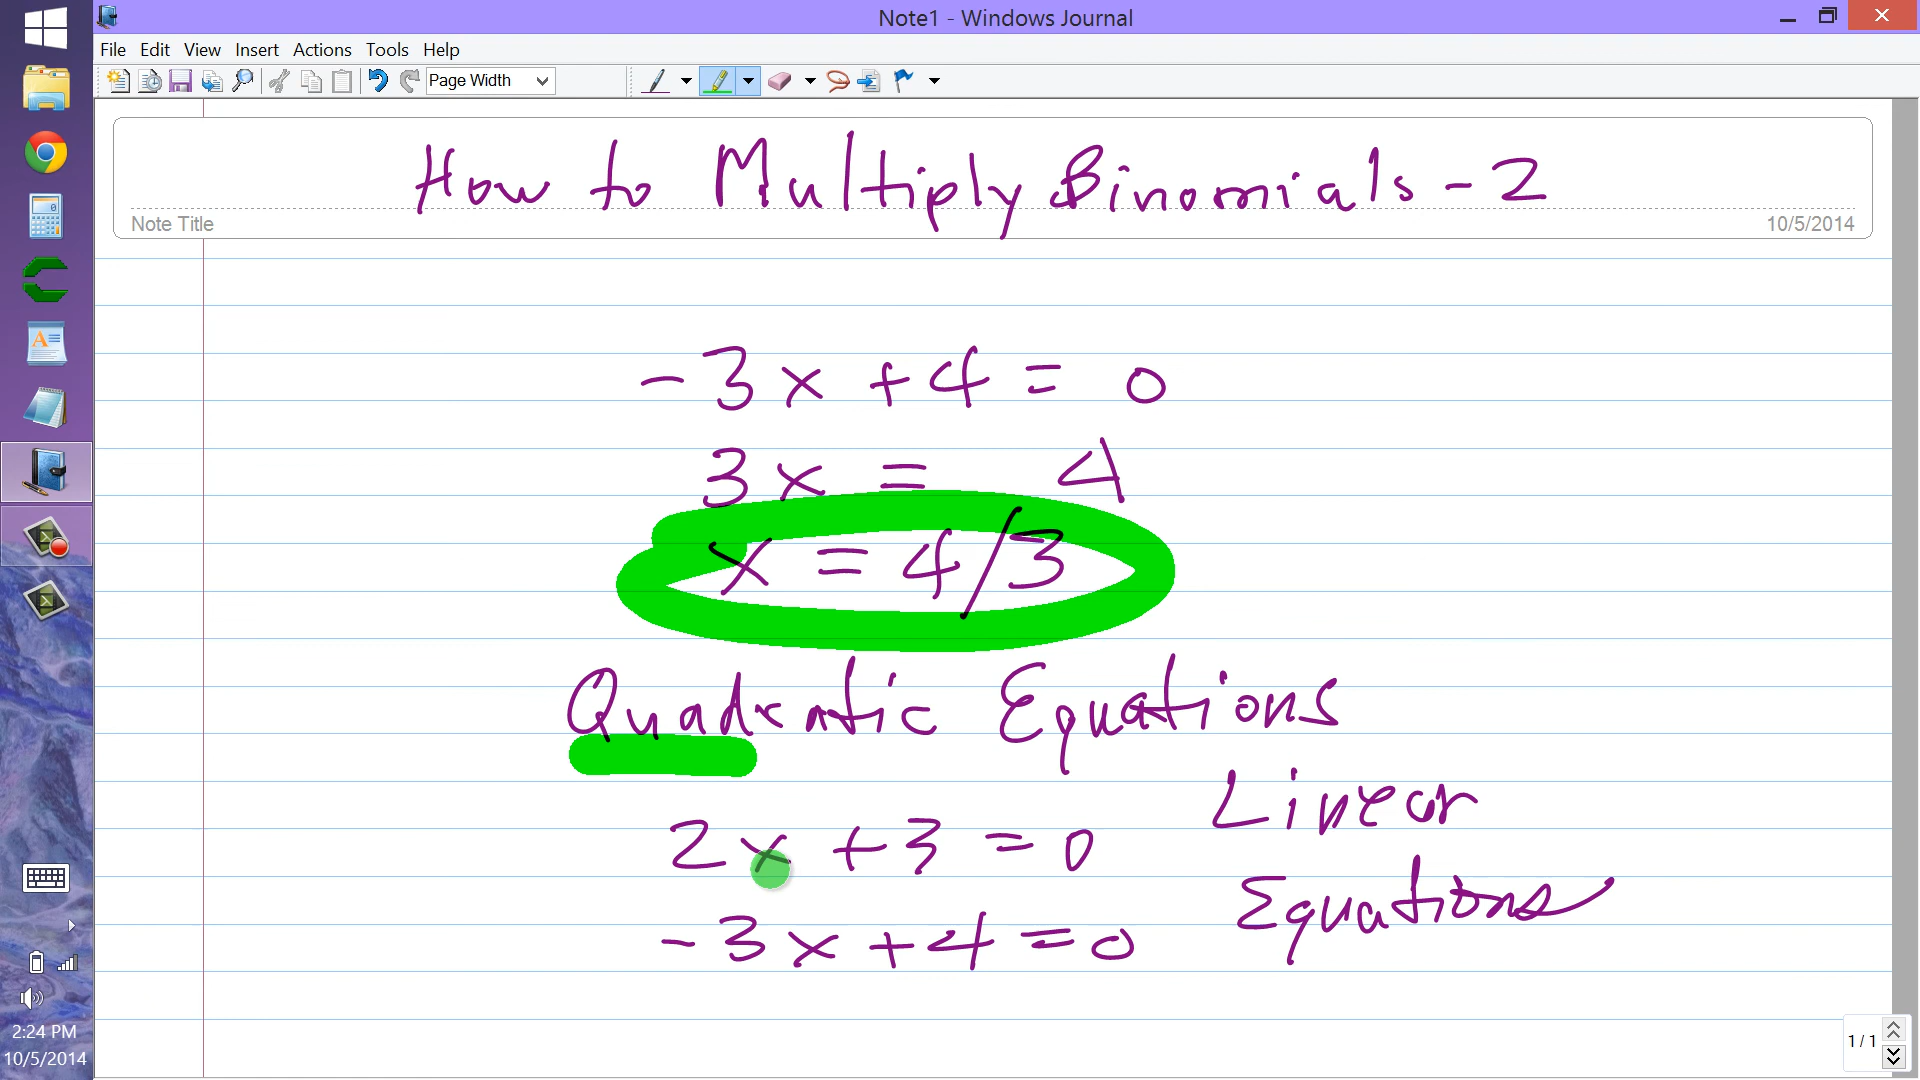 Note1 - Windows Journal
File Edit View Insert Actions Tools Help
Page Width
How to Multiply Binomials - 2
Note Title
10/5/2014
-3x + 4 = 0
3x = 4
x = 4/3
Quadratic Equations
Linear
2x + 3 = 0
Equations
-3x + 4 = 0
2:24 PM
10/5/2014
1 / 1